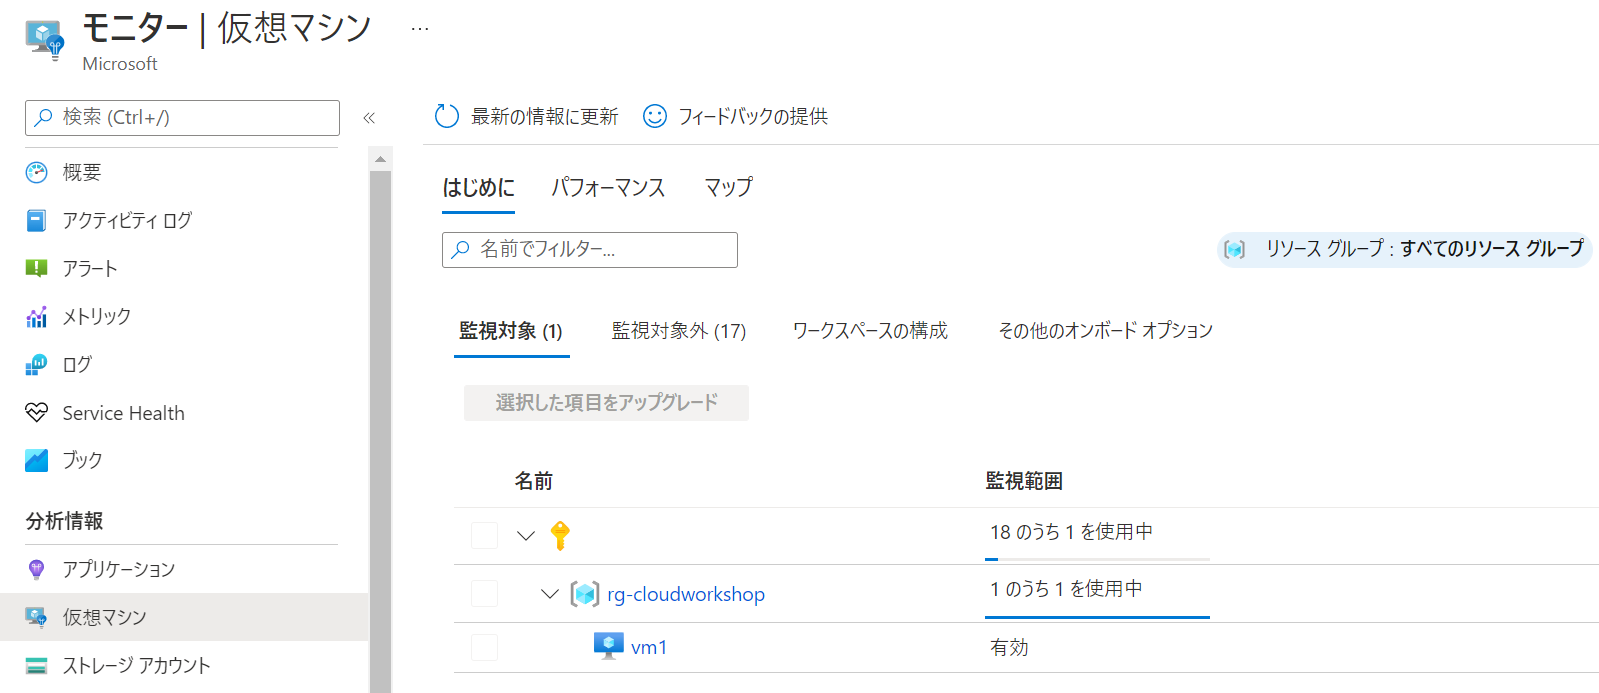 モニター | 仮想マシン ...
Microsoft
検索 (Ctrl+/)
«
最新の情報に更新
フィードバックの提供
概要
アクティビティ ログ
アラート
メトリック
ログ
Service Health
ブック
分析情報
アプリケーション
仮想マシン
ストレージ アカウント
はじめに
パフォーマンス
マップ
名前でフィルター...
リソース グループ : すべてのリソース グループ
監視対象 (1)
監視対象外 (17)
ワークスペースの構成
その他のオンボード オプション
選択した項目をアップグレード
名前
監視範囲
18 のうち 1 を使用中
rg-cloudworkshop
1 のうち 1 を使用中
vm1
有効